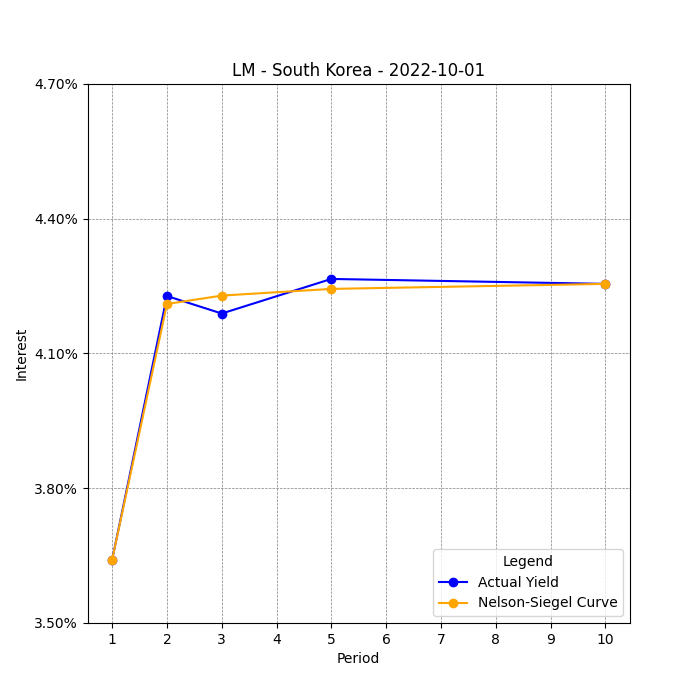 LM - South Korea - 2022-10-01
4.70%
4.40%
4.10%
3.80%
3.50%
Interest
Legend
Actual Yield
Nelson-Siegel Curve
1 2 3 4 5 6 7 8 9 10
Period